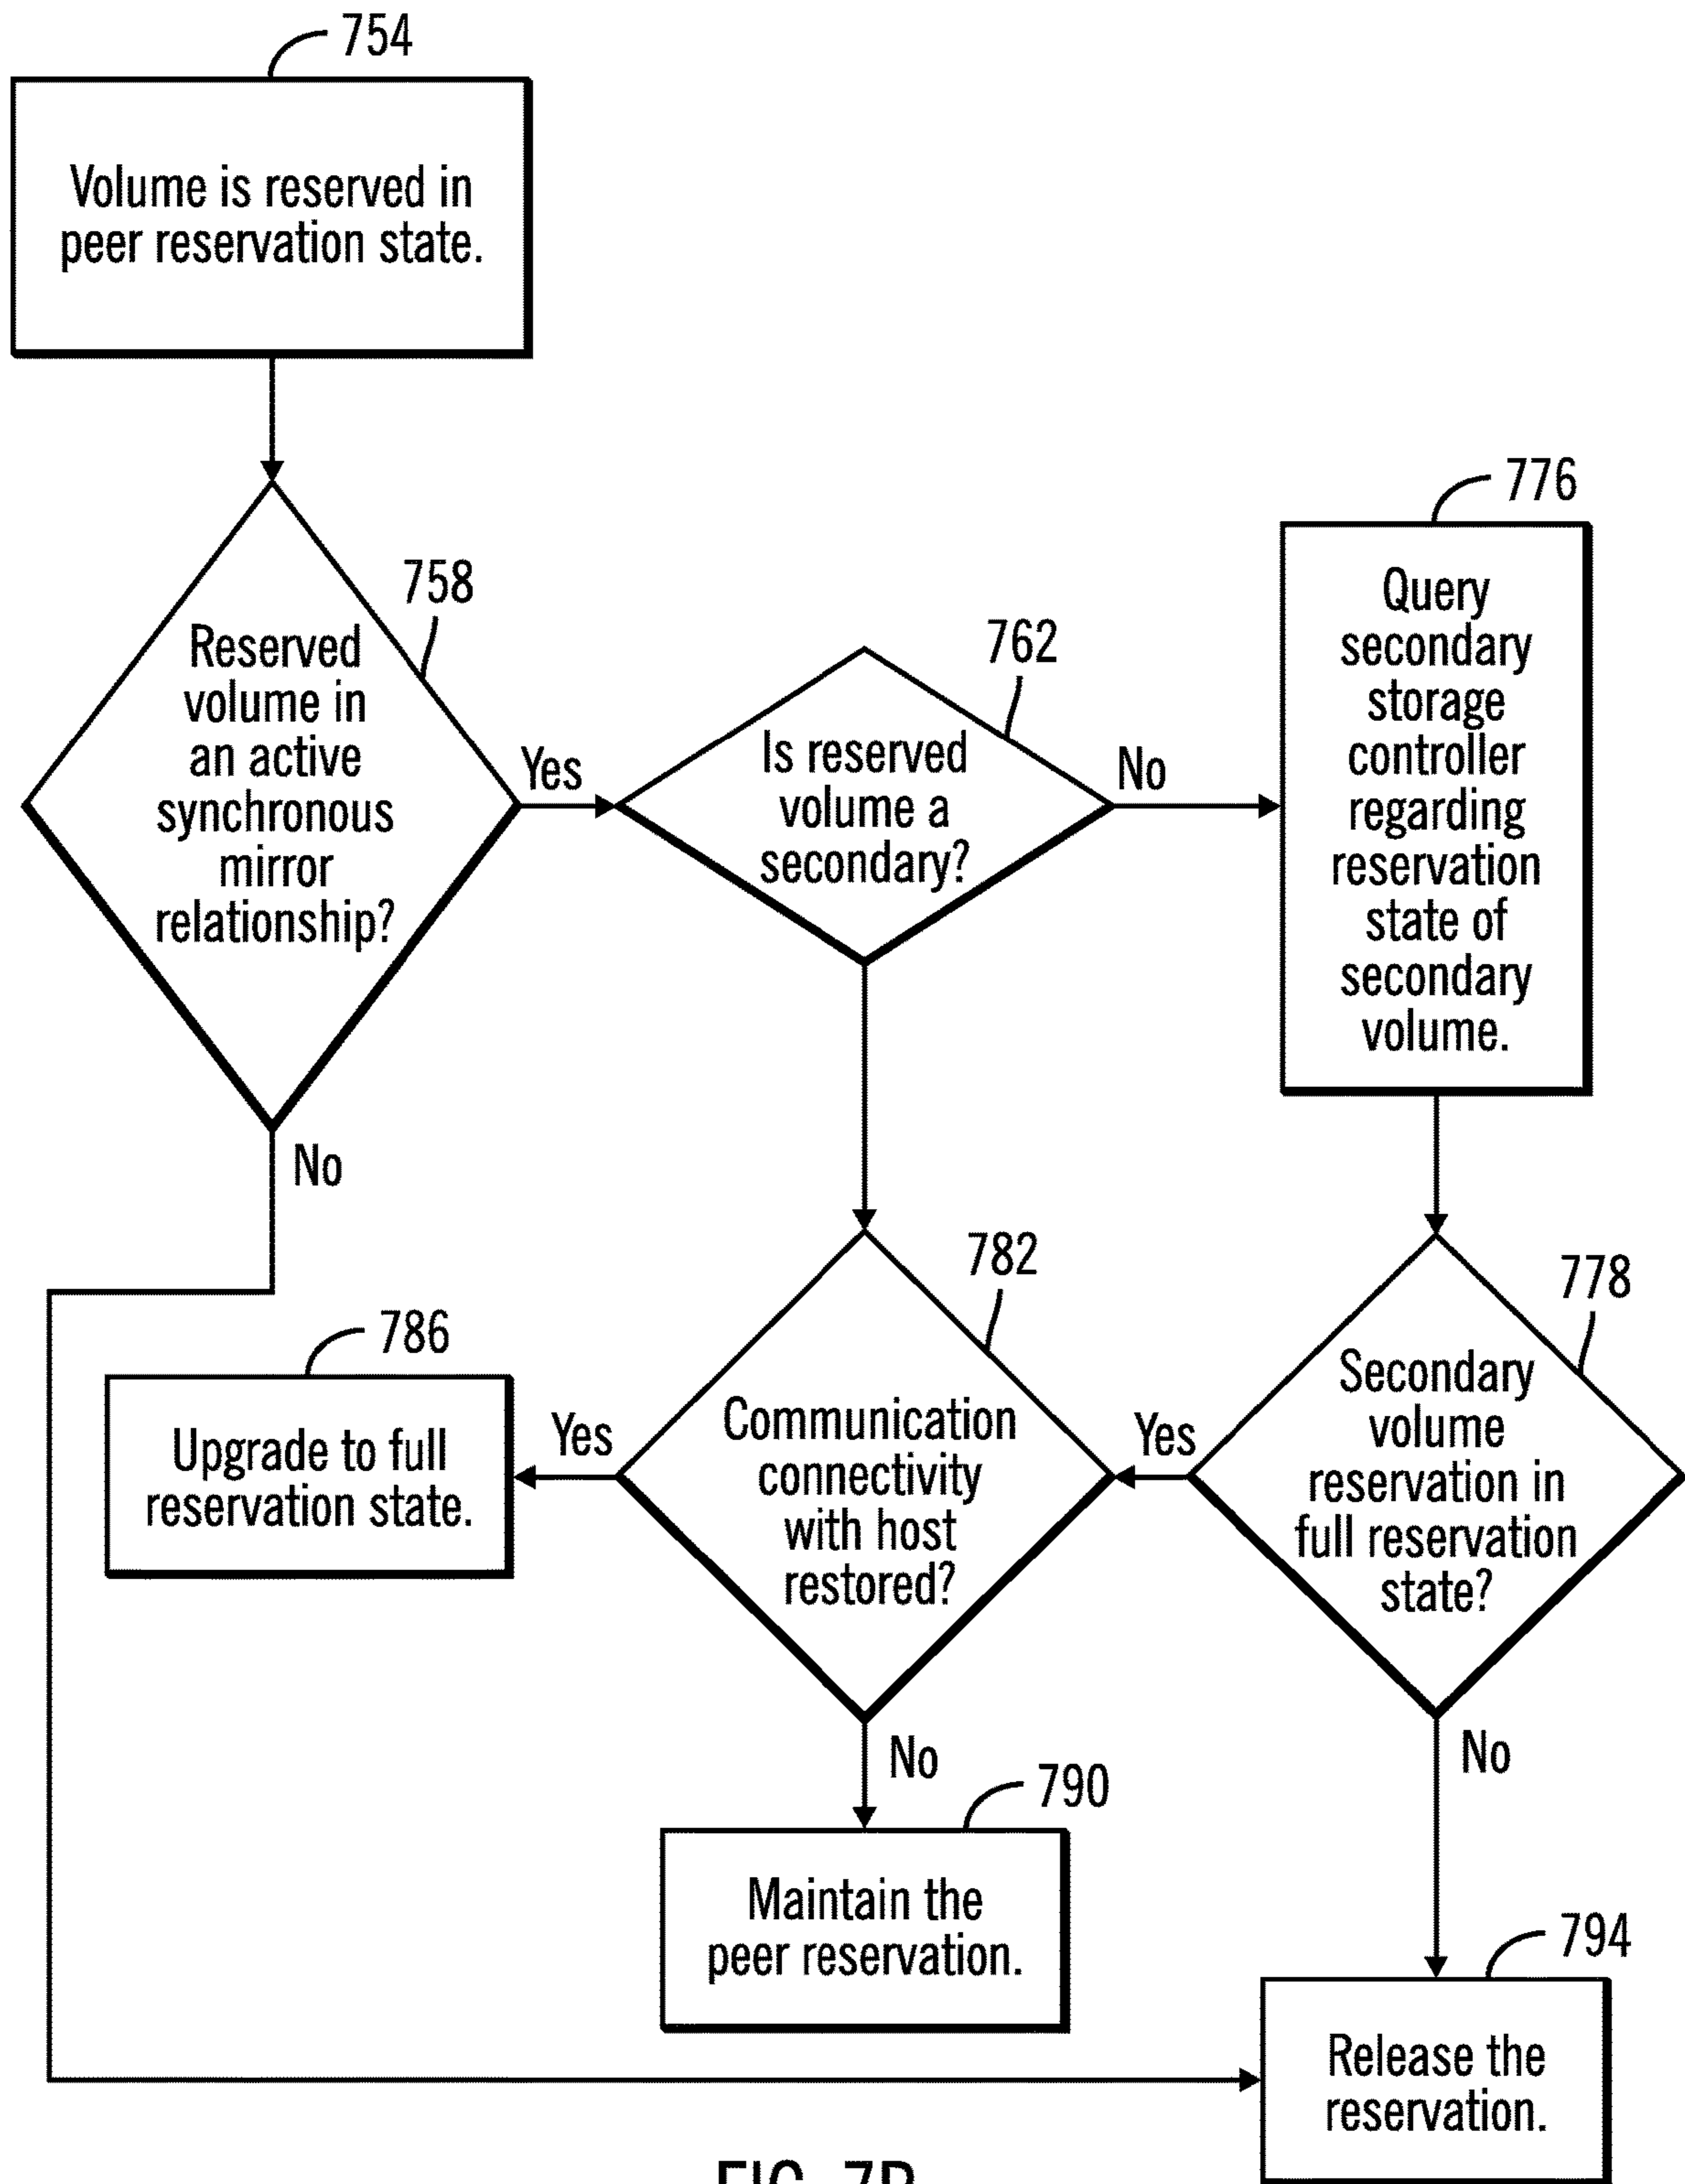 754
Volume is reserved in
peer reservation state.
758
Reserved
volume in
an active
synchronous
mirror
relationship?
Yes
No
762
Is reserved
volume a
secondary?
No
776
Query
secondary
storage
controller
regarding
reservation
state of
secondary
volume.
778
Secondary
volume
reservation in
full reservation
state?
Yes
No
782
Communication
connectivity
with host
restored?
Yes
No
786
Upgrade to full
reservation state.
790
Maintain the
peer reservation.
794
Release the
reservation.
FIG. 7B